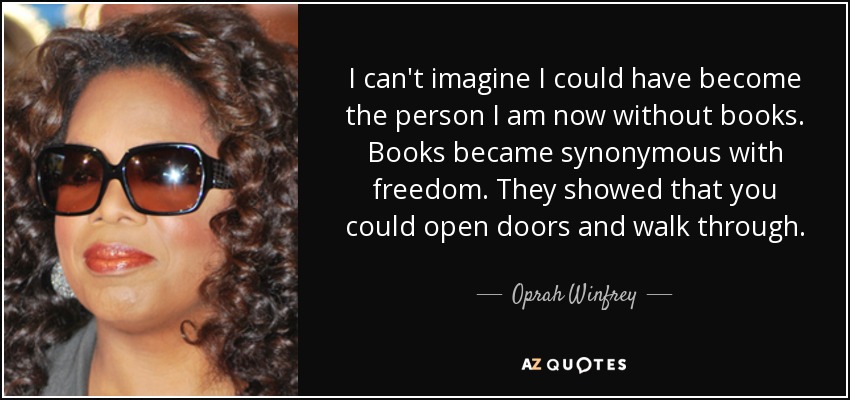 I can't imagine I could have become
the person I am now without books.
Books became synonymous with
freedom. They showed that you
could open doors and walk through.
Oprah Winfrey
AZ QUOTES